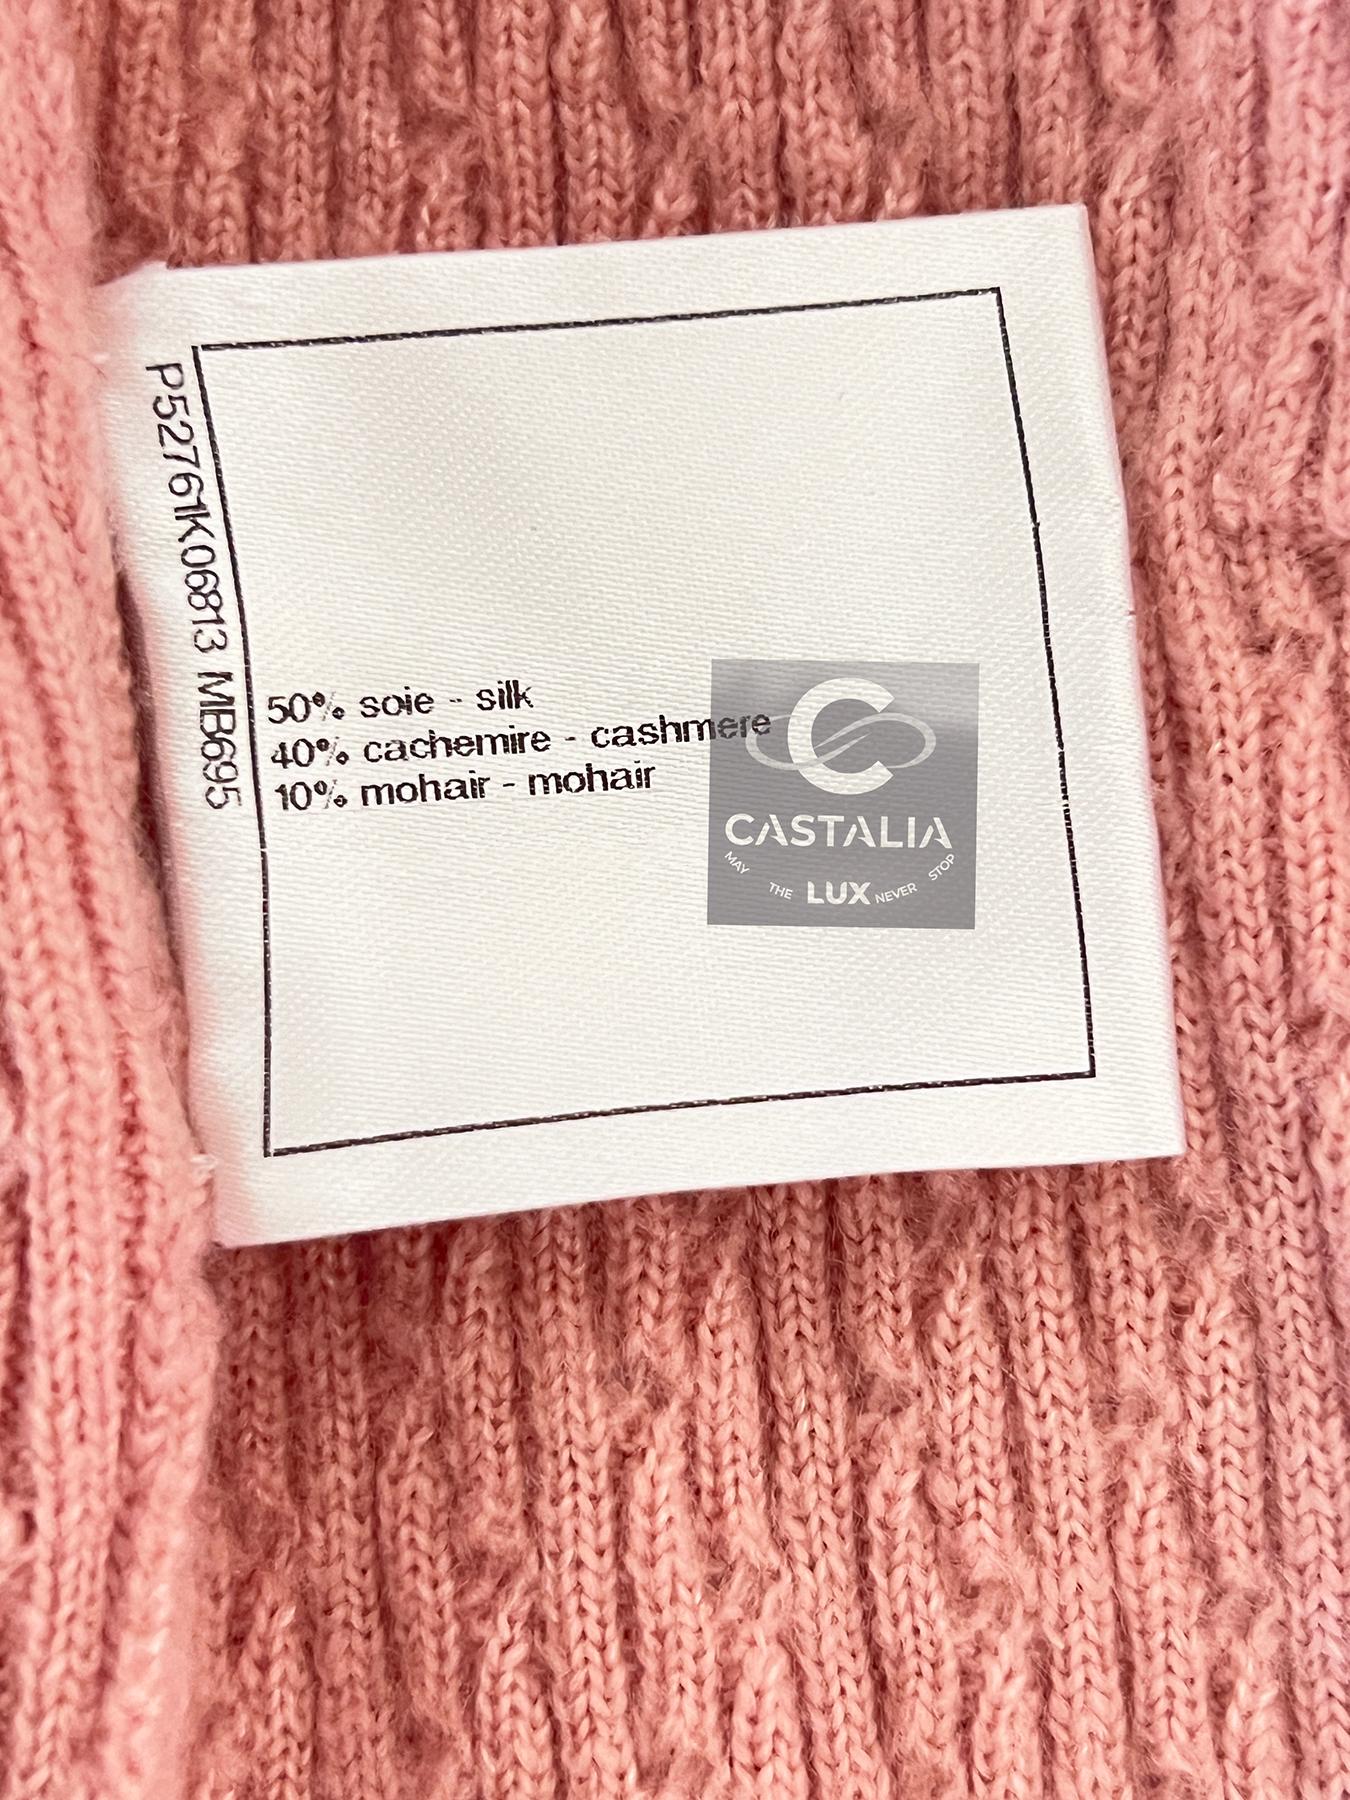 P52761K06813 MB695
50% soie - silk
40% cachemire - cashmere
10% mohair - mohair
C
CASTALIA
MAY THE LUX NEVER STOP